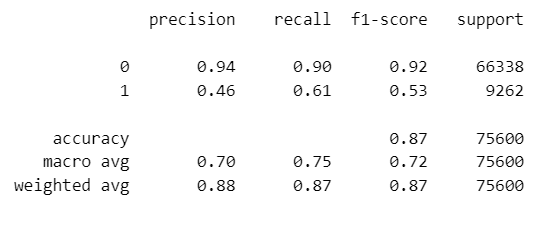 precision recall f1-score support
0 0.94 0.90 0.92 66338
1 0.46 0.61 0.53 9262
accuracy 0.87 75600
macro avg 0.70 0.75 0.72 75600
weighted avg 0.88 0.87 0.87 75600